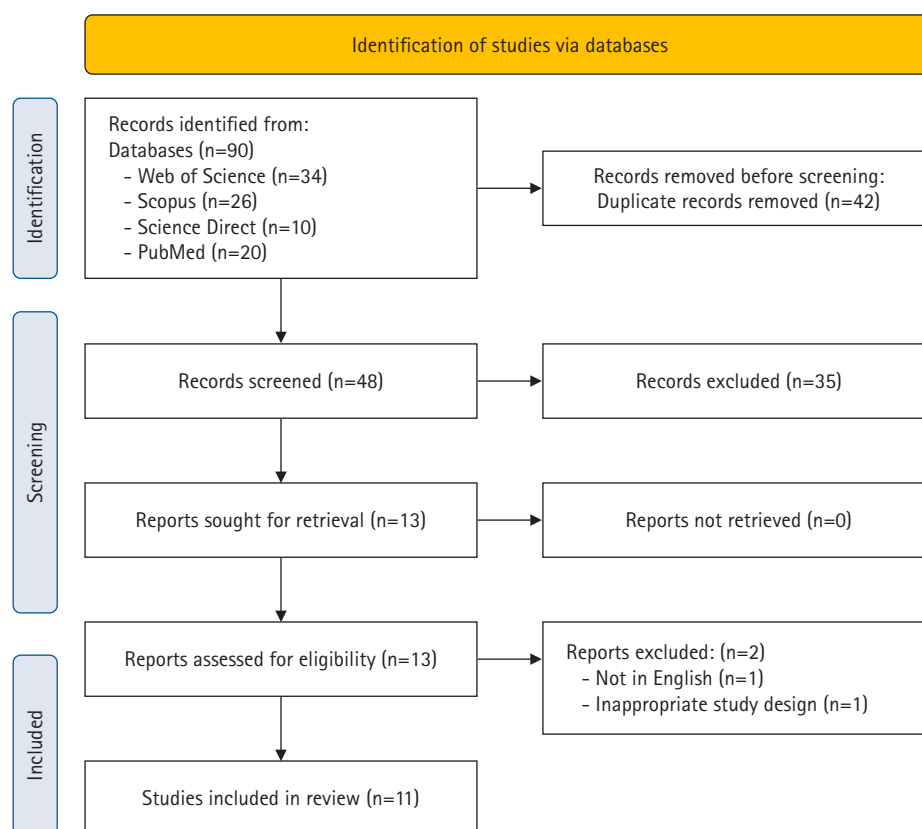 Identification of studies via databases
Identification
Records identified from:
Databases (n=90)
- Web of Science (n=34)
- Scopus (n=26)
- Science Direct (n=10)
- PubMed (n=20)
Records removed before screening:
Duplicate records removed (n=42)
Screening
Records screened (n=48)
Records excluded (n=35)
Reports sought for retrieval (n=13)
Reports not retrieved (n=0)
Reports assessed for eligibility (n=13)
Reports excluded: (n=2)
- Not in English (n=1)
- Inappropriate study design (n=1)
Included
Studies included in review (n=11)